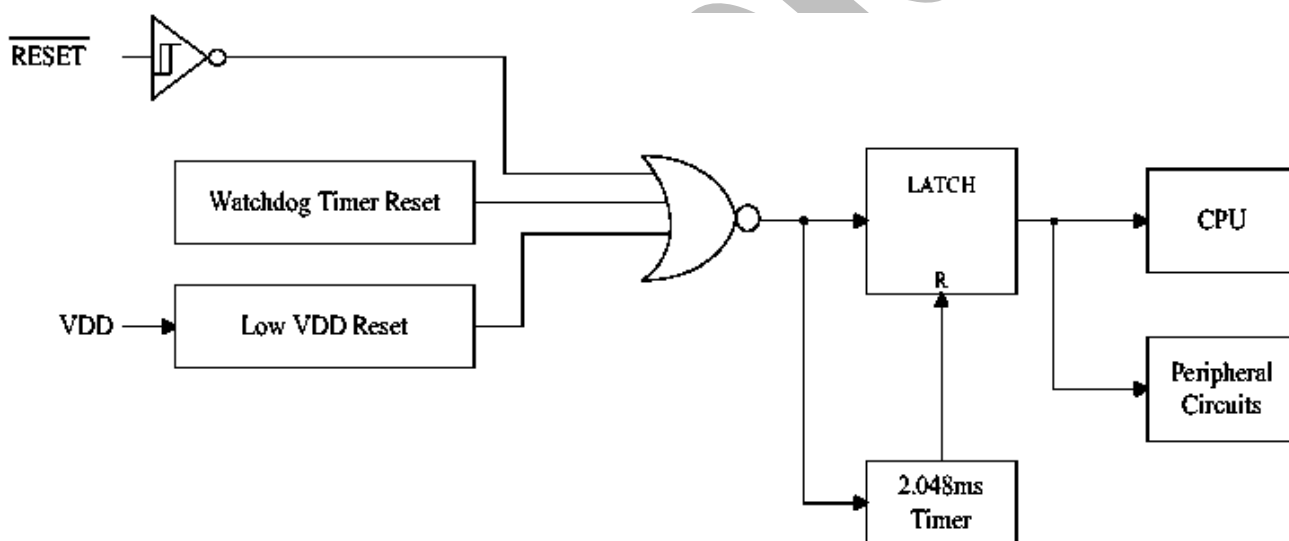 RESET
Watchdog Timer Reset
VDD
Low VDD Reset
LATCH
R
CPU
Peripheral
Circuits
2.048ms
Timer